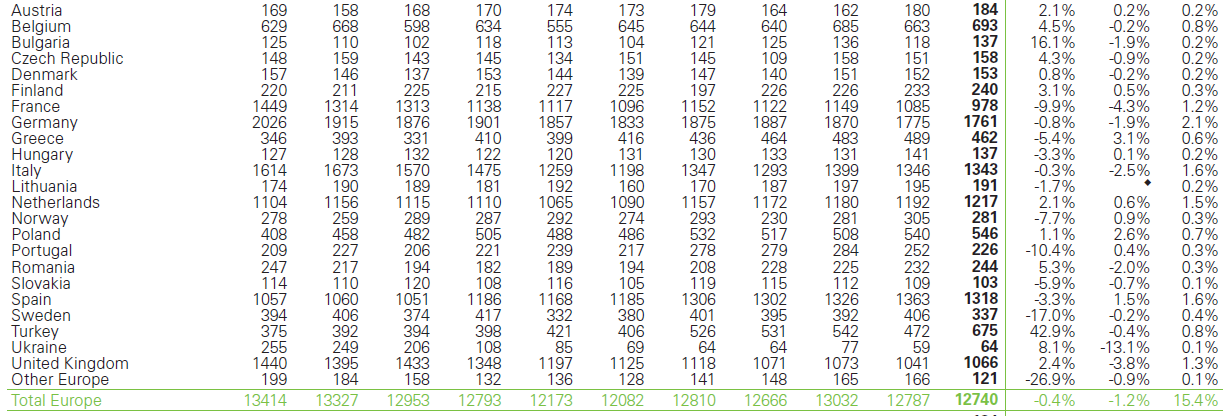 Austria 169 158 168 170 174 173 179 164 162 180 184 2.1% 0.2% 0.2%
Belgium 629 668 598 634 555 645 644 640 685 663 693 4.5% -0.2% 0.8%
Bulgaria 125 110 102 118 113 104 121 125 136 118 137 16.1% -1.9% 0.2%
Czech Republic 148 159 143 145 134 151 145 109 158 151 158 4.3% -0.9% 0.2%
Denmark 157 146 137 153 144 139 147 140 151 152 153 0.8% -0.2% 0.2%
Finland 220 211 225 215 227 225 197 226 226 233 240 3.1% 0.5% 0.3%
France 1449 1314 1313 1138 1117 1096 1152 1122 1149 1085 978 -9.9% -4.3% 1.2%
Germany 2026 1915 1876 1901 1857 1833 1875 1887 1870 1775 1761 -0.8% -1.9% 2.1%
Greece 346 393 331 410 399 416 436 464 483 489 462 -5.4% 3.1% 0.6%
Hungary 127 128 132 122 120 131 130 133 131 141 137 -3.3% 0.1% 0.2%
Italy 1614 1673 1570 1475 1259 1198 1347 1293 1399 1346 1343 -0.3% -2.5% 1.6%
Lithuania 174 190 189 181 192 160 170 187 197 195 191 -1.7% ◆ 0.2%
Netherlands 1104 1156 1115 1110 1065 1090 1157 1172 1180 1192 1217 2.1% 0.6% 1.5%
Norway 278 259 289 287 292 274 293 230 281 305 281 -7.7% 0.9% 0.3%
Poland 408 458 482 505 488 486 532 517 508 540 546 1.1% 2.6% 0.7%
Portugal 209 227 206 221 239 217 278 279 284 252 226 -10.4% 0.4% 0.3%
Romania 247 217 194 182 189 194 208 228 225 232 244 5.3% -2.0% 0.3%
Slovakia 114 110 120 108 116 105 119 115 112 109 103 -5.9% -0.7% 0.1%
Spain 1057 1060 1051 1186 1168 1185 1306 1302 1326 1363 1318 -3.3% 1.5% 1.6%
Sweden 394 406 374 417 332 380 401 395 392 406 337 -17.0% -0.2% 0.4%
Turkey 375 392 394 398 421 406 526 531 542 472 675 42.9% -0.4% 0.8%
Ukraine 255 249 206 108 85 69 64 64 77 59 64 8.1% -13.1% 0.1%
United Kingdom 1440 1395 1433 1348 1197 1125 1118 1071 1073 1041 1066 2.4% -3.8% 1.3%
Other Europe 199 184 158 132 136 128 141 148 165 166 121 -26.9% -0.9% 0.1%
Total Europe 13414 13327 12953 12793 12173 12082 12810 12666 13032 12787 12740 -0.4% -1.2% 15.4%